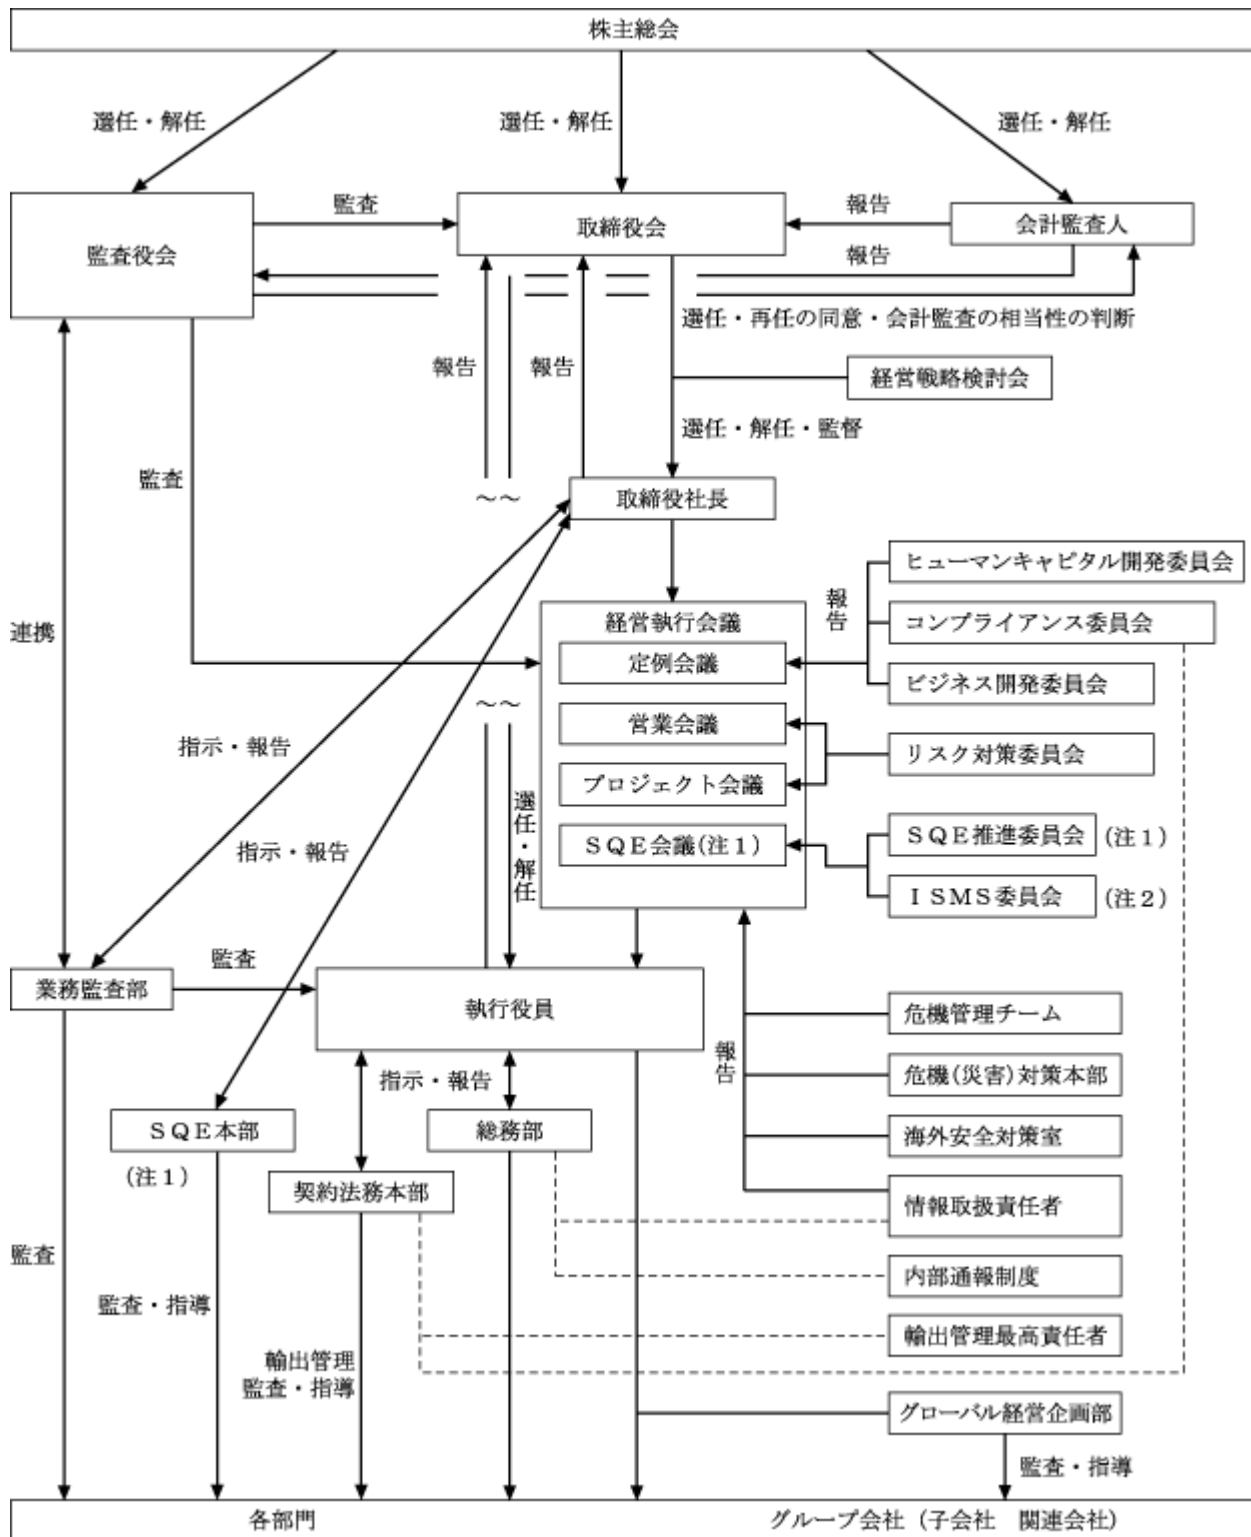 株主総会
選任・解任
選任・解任
選任・解任
監査役会
監査
取締役会
報告
会計監査人
報告
選任・再任の同意・会計監査の相当性の判断
報告
報告
経営戦略検討会
選任・解任・監督
監査
～～
取締役社長
連携
経営執行会議
定例会議
営業会議
プロジェクト会議
ＳＱＥ会議(注１)
報告
ヒューマンキャピタル開発委員会
コンプライアンス委員会
ビジネス開発委員会
リスク対策委員会
ＳＱＥ推進委員会
(注１)
ＩＳＭＳ委員会
(注２)
～～
指示・報告
指示・報告
選任・解任
業務監査部
監査
執行役員
報告
危機管理チーム
危機(災害)対策本部
海外安全対策室
情報取扱責任者
内部通報制度
輸出管理最高責任者
指示・報告
ＳＱＥ本部
(注１)
総務部
契約法務本部
監査
監査・指導
輸出管理
監査・指導
グローバル経営企画部
監査・指導
各部門
グループ会社（子会社　関連会社）